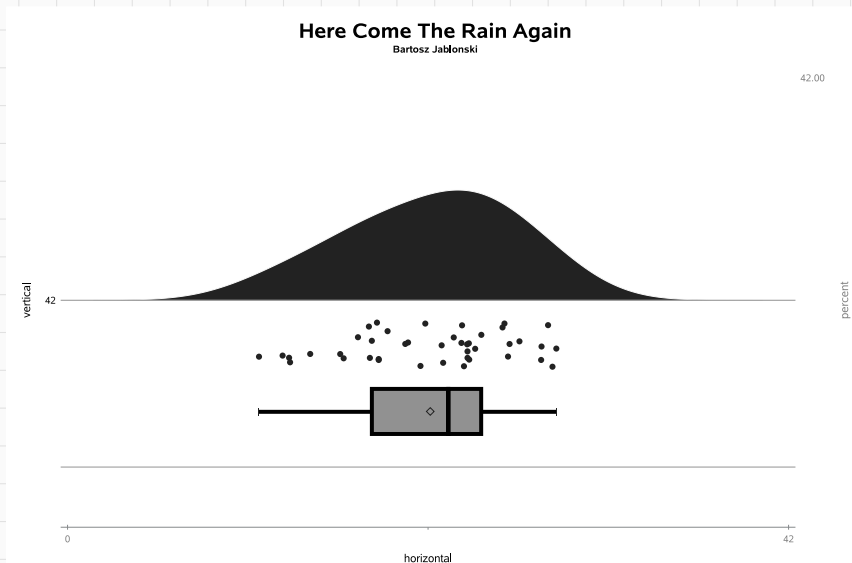 Here Come The Rain Again
Bartosz Jablonski
42.00
vertical
42
percent
0
42
horizontal